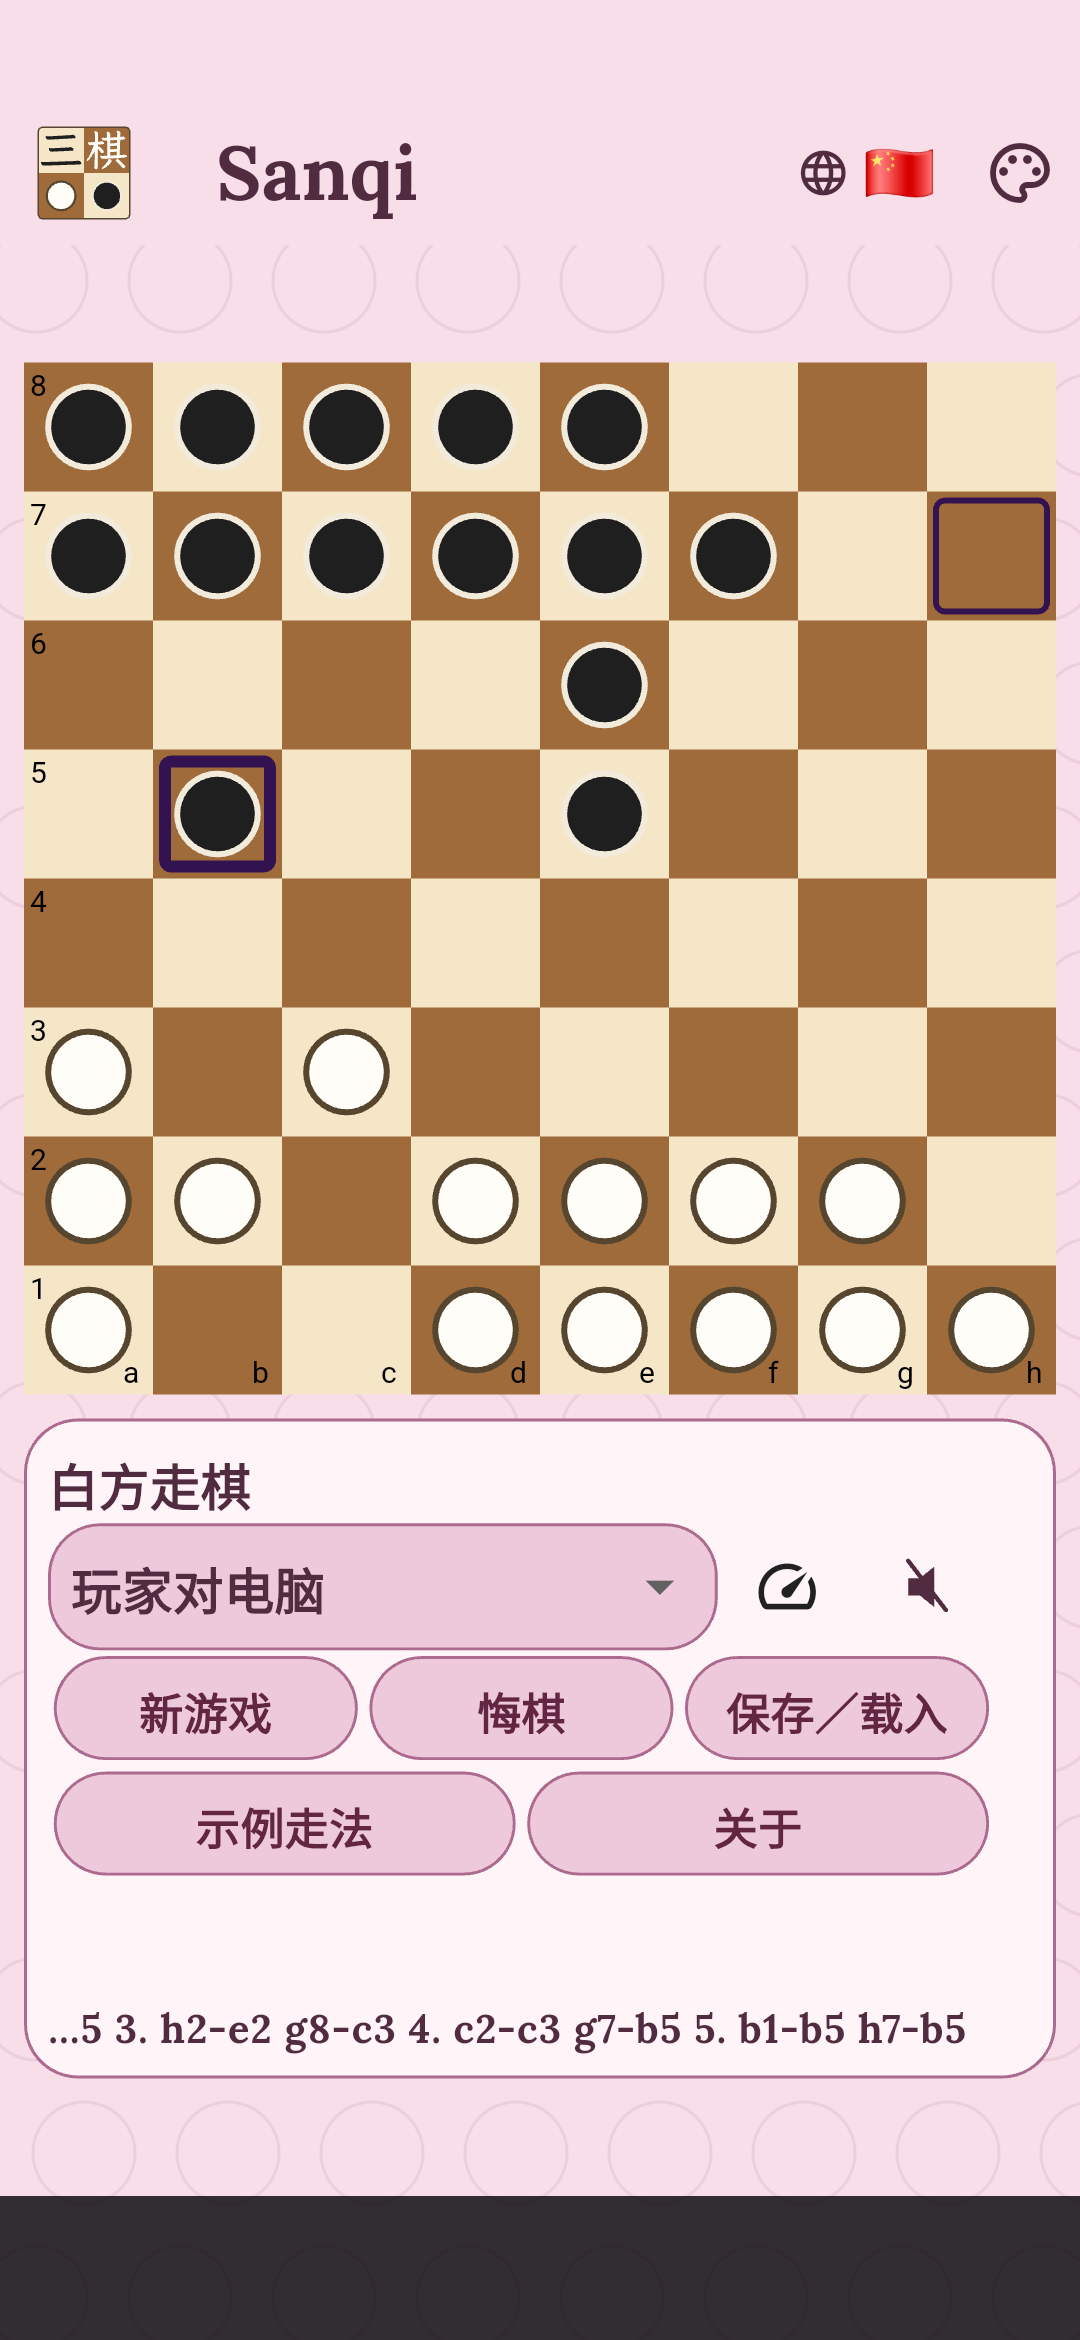 三棋
Sanqi
8
7
6
5
4
3
2
1
a b c d e f g h
白方走棋
玩家对电脑
新游戏 悔棋 保存／载入
示例走法 关于
...5 3. h2-e2 g8-c3 4. c2-c3 g7-b5 5. b1-b5 h7-b5